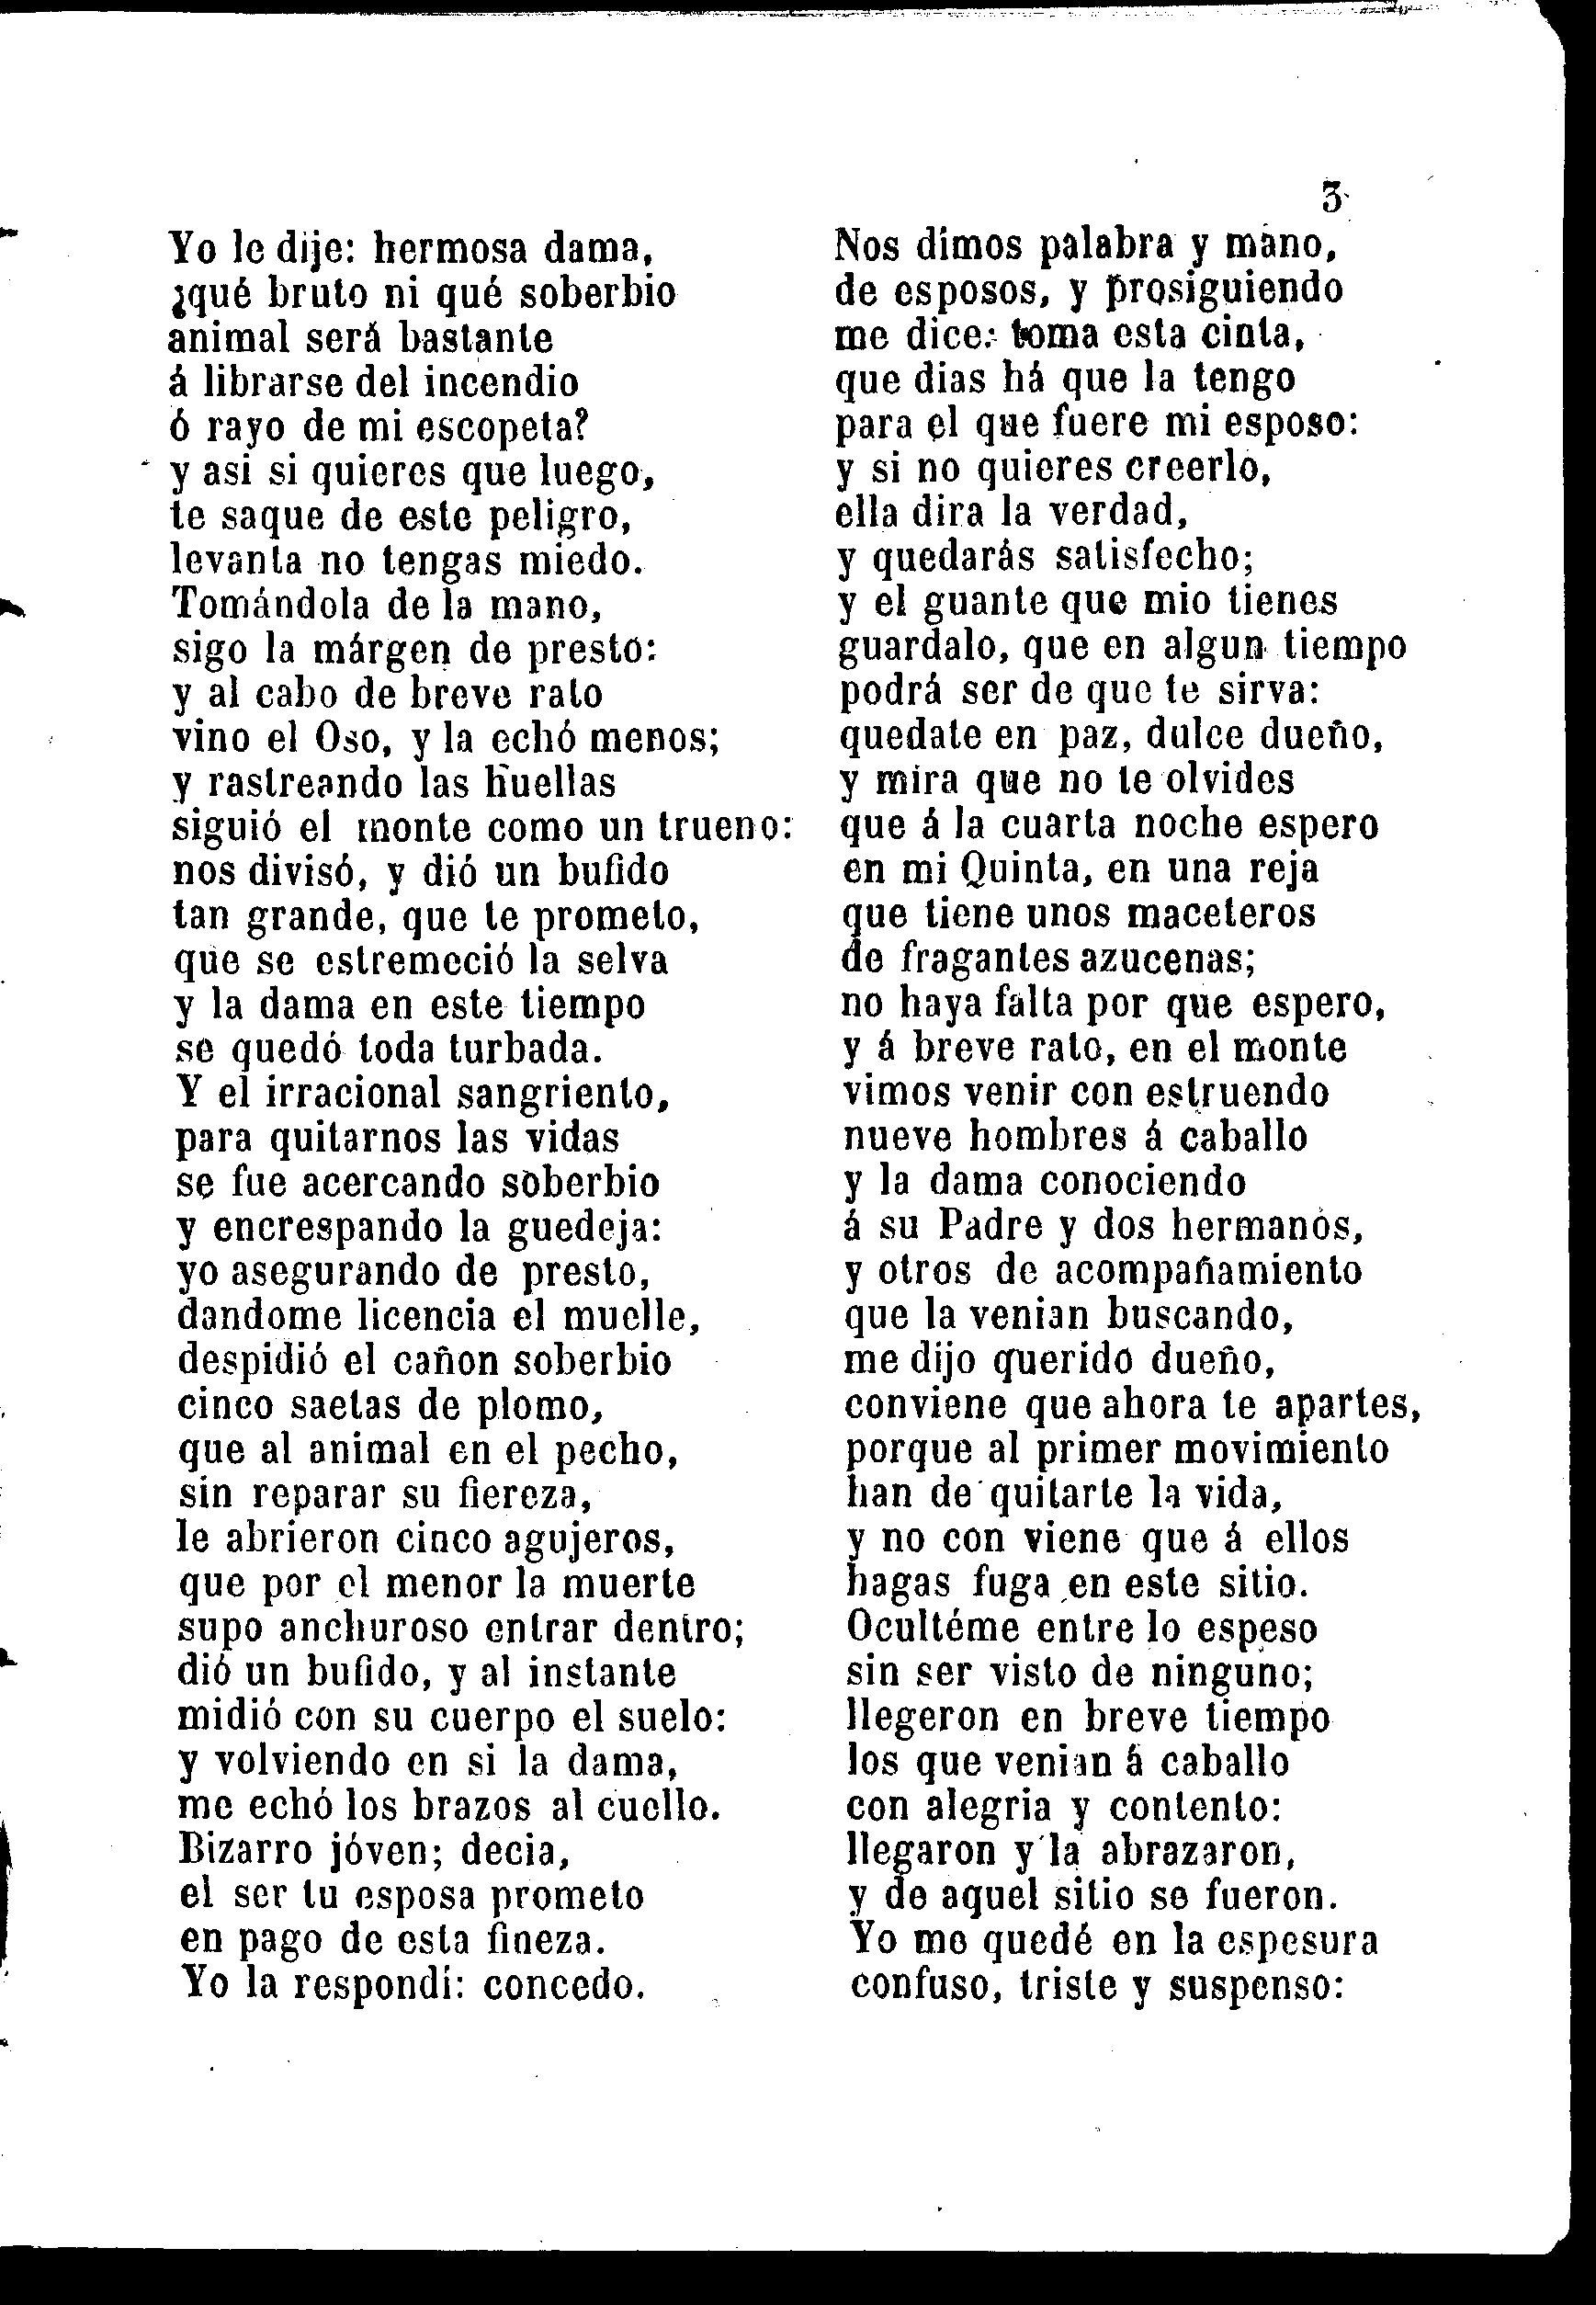 3
Yo le dije: hermosa dama,
¿qué bruto ni qué soberbio
animal será bastante
á librarse del incendio
ó rayo de mi escopeta?
y asi si quieres que luego,
te saque de este peligro,
levanta no tengas miedo.
Tomándola de la mano,
sigo la márgen de presto:
y al cabo de breve rato
vino el Oso, y la echó menos;
y rastreando las huellas
siguió el monte como un trueno:
nos divisó, y dió un bufido
tan grande, que te prometo,
que se estremeció la selva
y la dama en este tiempo
se quedó toda turbada.
Y el irracional sangriento,
para quitarnos las vidas
se fue acercando soberbio
y encrespando la guedeja:
yo asegurando de presto,
dandome licencia el muelle,
despidió el cañon soberbio
cinco saetas de plomo,
que al animal en el pecho,
sin reparar su fiereza,
le abrieron cinco agujeros,
que por el menor la muerte
supo anchuroso entrar dentro;
dió un bufido, y al instante
midió con su cuerpo el suelo:
y volviendo en si la dama,
me echó los brazos al cuello.
Bizarro jóven; decia,
el ser tu esposa prometo
en pago de esta fineza.
Yo la respondí: concedo.
Nos dimos palabra y mano,
de esposos, y prosiguiendo
me dice: toma esta cinta,
que dias há que la tengo
para el que fuere mi esposo:
y si no quieres creerlo,
ella dira la verdad,
y quedarás satisfecho;
y el guante que mio tienes
guardalo, que en algun tiempo
podrá ser de que te sirva:
quedate en paz, dulce dueño,
y mira que no te olvides
que á la cuarta noche espero
en mi Quinta, en una reja
que tiene unos maceteros
de fragantes azucenas;
no haya falta por que espero,
y á breve rato, en el monte
vimos venir con estruendo
nueve hombres á caballo
y la dama conociendo
á su Padre y dos hermanos,
y otros de acompañamiento
que la venian buscando,
me dijo querido dueño,
conviene que ahora te apartes,
porque al primer movimiento
han de quitarte la vida,
y no con viene que á ellos
hagas fuga en este sitio.
Ocultéme entre lo espeso
sin ser visto de ninguno;
llegeron en breve tiempo
los que venian á caballo
con alegria y contento:
llegaron y la abrazaron,
y de aquel sitio se fueron.
Yo me quedé en la espesura
confuso, triste y suspenso: